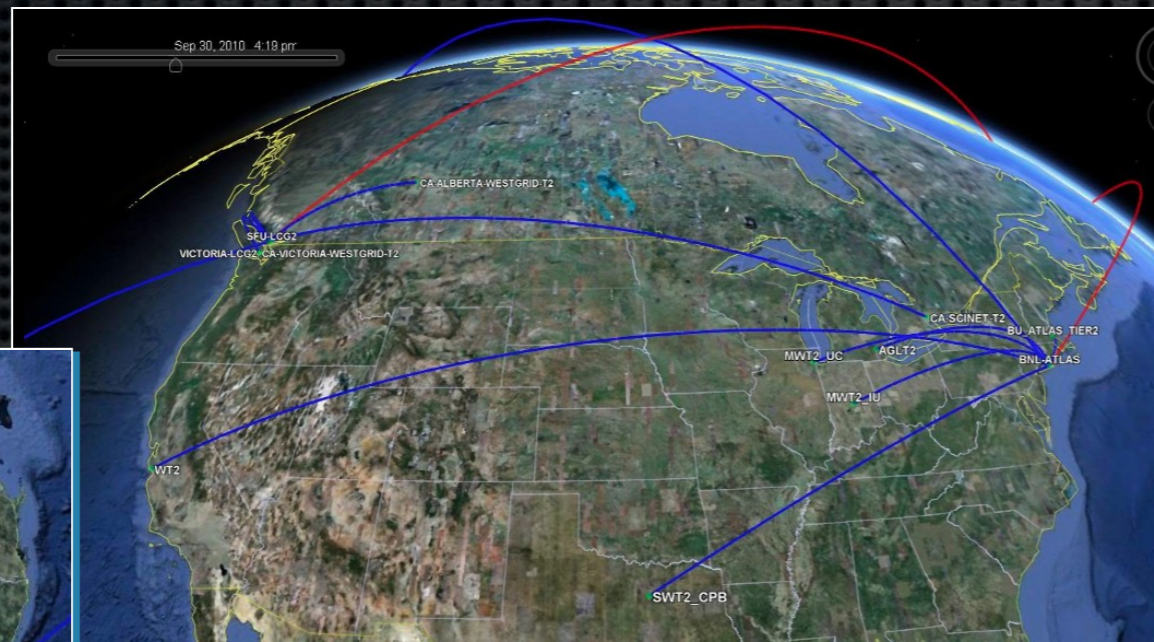 Sep 30, 2010 4:19 pm
CA-ALBERTA-WESTGRID-T2
SFU-LCG2
VICTORIA-LCG2 CA-VICTORIA-WESTGRID-T2
CA-SCINET-T2
BU_ATLAS_TIER2
MWT2_UC
AGLT2
BNL-ATLAS
MWT2_IU
WT2
SWT2_CPB